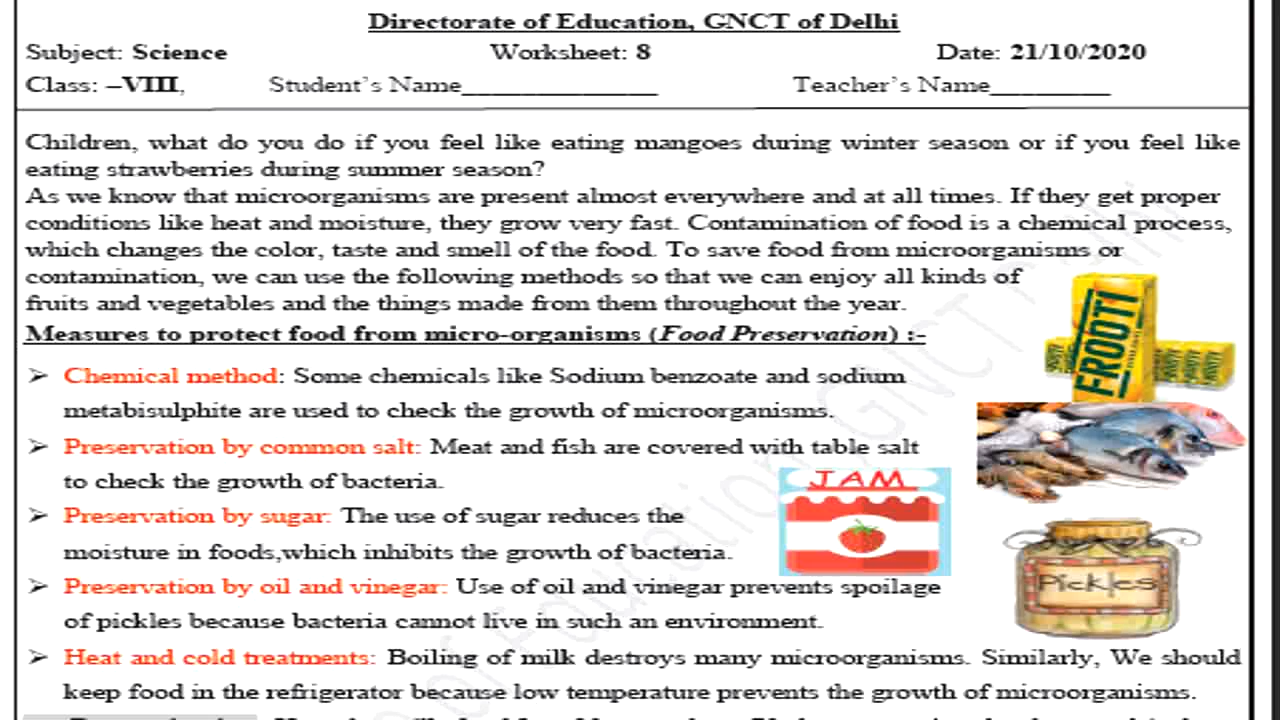 Directorate of Education, GNCT of Delhi
Subject: Science Worksheet: 8 Date: 21/10/2020
Class: –VIII, Student's Name_______________ Teacher's Name_________
Children, what do you do if you feel like eating mangoes during winter season or if you feel like
eating strawberries during summer season?
As we know that microorganisms are present almost everywhere and at all times. If they get proper
conditions like heat and moisture, they grow very fast. Contamination of food is a chemical process,
which changes the color, taste and smell of the food. To save food from microorganisms or
contamination, we can use the following methods so that we can enjoy all kinds of
fruits and vegetables and the things made from them throughout the year.
Measures to protect food from micro-organisms (Food Preservation) :-
FROOTI
➤ Chemical method: Some chemicals like Sodium benzoate and sodium
metabisulphite are used to check the growth of microorganisms.
➤ Preservation by common salt: Meat and fish are covered with table salt
to check the growth of bacteria.
JAM
➤ Preservation by sugar: The use of sugar reduces the
moisture in foods,which inhibits the growth of bacteria.
➤ Preservation by oil and vinegar: Use of oil and vinegar prevents spoilage
Pickles
of pickles because bacteria cannot live in such an environment.
➤ Heat and cold treatments: Boiling of milk destroys many microorganisms. Similarly, We should
keep food in the refrigerator because low temperature prevents the growth of microorganisms.
of Education, GNCT